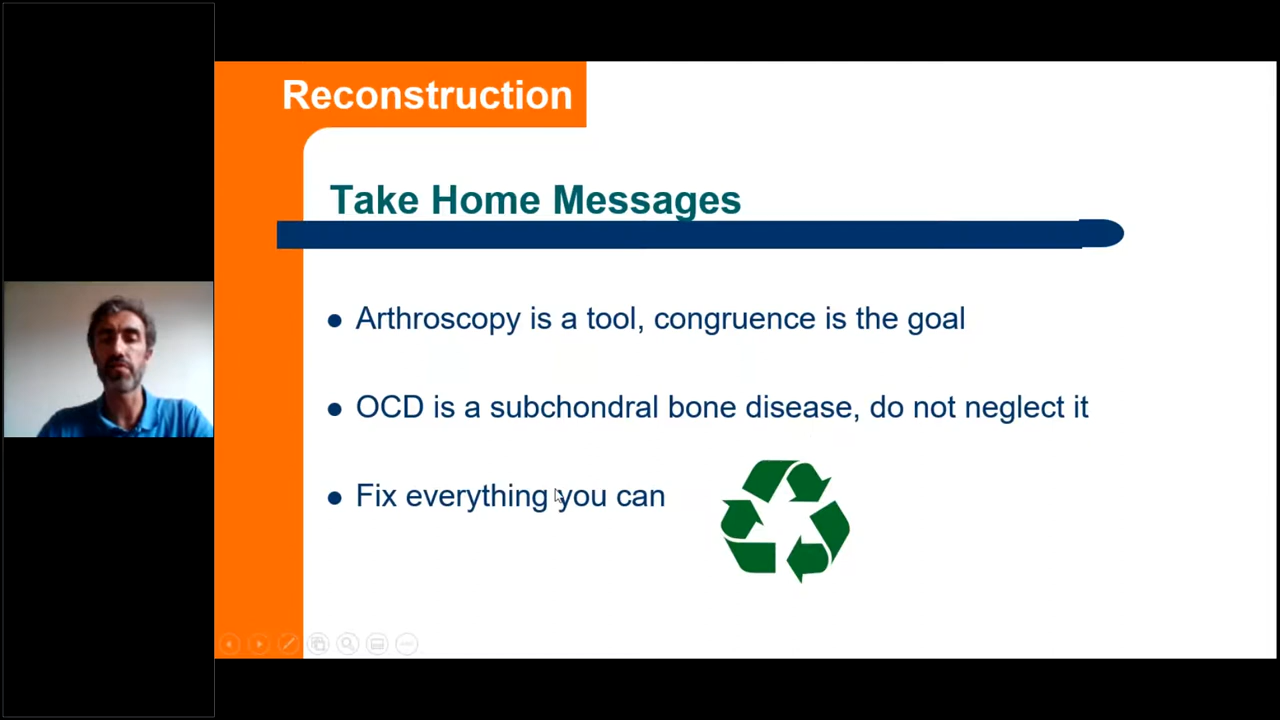 Reconstruction
Take Home Messages
Arthroscopy is a tool, congruence is the goal
OCD is a subchondral bone disease, do not neglect it
Fix everything you can